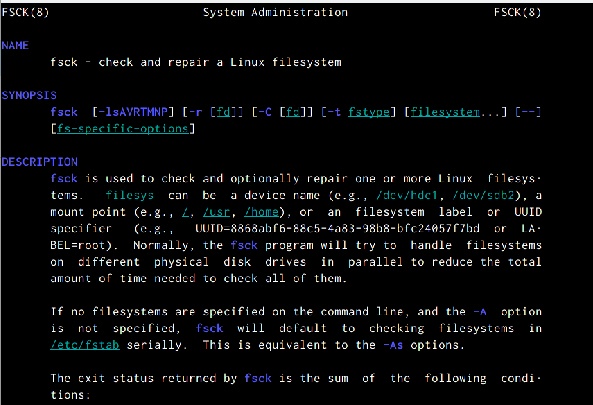 FSCK(8) System Administration FSCK(8)
NAME
fsck - check and repair a Linux filesystem
SYNOPSIS
fsck [-lsAVRTMNP] [-r [fd]] [-C [fd]] [-t fstype] [filesystem...] [--]
[fs-specific-options]
DESCRIPTION
fsck is used to check and optionally repair one or more Linux filesys-
tems. filesys can be a device name (e.g., /dev/hdc1, /dev/sdb2), a
mount point (e.g., /, /usr, /home), or an filesystem label or UUID
specifier (e.g., UUID=8868abf6-88c5-4a83-98b8-bfc24057f7bd or LA-
BEL=root). Normally, the fsck program will try to handle filesystems
on different physical disk drives in parallel to reduce the total
amount of time needed to check all of them.
If no filesystems are specified on the command line, and the -A option
is not specified, fsck will default to checking filesystems in
/etc/fstab serially. This is equivalent to the -As options.
The exit status returned by fsck is the sum of the following condi-
tions: